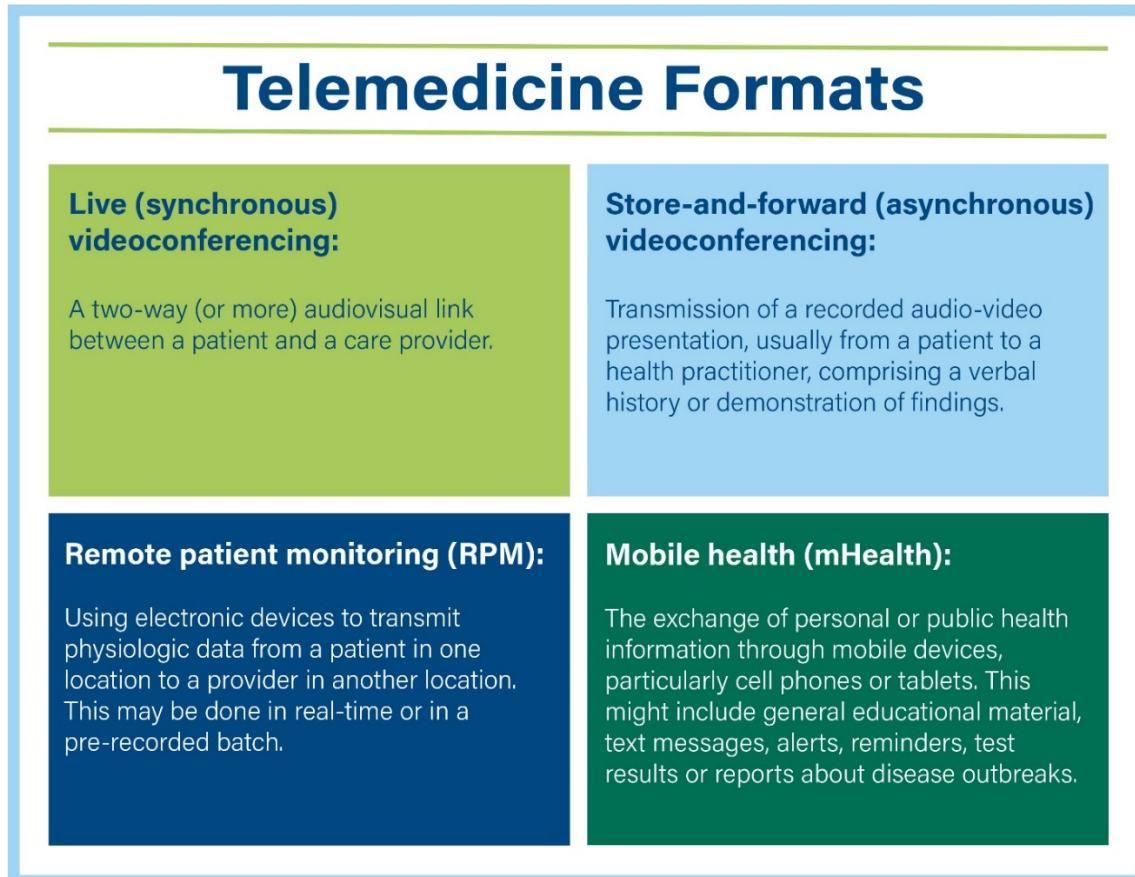 Telemedicine Formats
Live (synchronous)
videoconferencing:
A two-way (or more) audiovisual link
between a patient and a care provider.
Store-and-forward (asynchronous)
videoconferencing:
Transmission of a recorded audio-video
presentation, usually from a patient to a
health practitioner, comprising a verbal
history or demonstration of findings.
Remote patient monitoring (RPM):
Using electronic devices to transmit
physiologic data from a patient in one
location to a provider in another location.
This may be done in real-time or in a
pre-recorded batch.
Mobile health (mHealth):
The exchange of personal or public health
information through mobile devices,
particularly cell phones or tablets. This
might include general educational material,
text messages, alerts, reminders, test
results or reports about disease outbreaks.